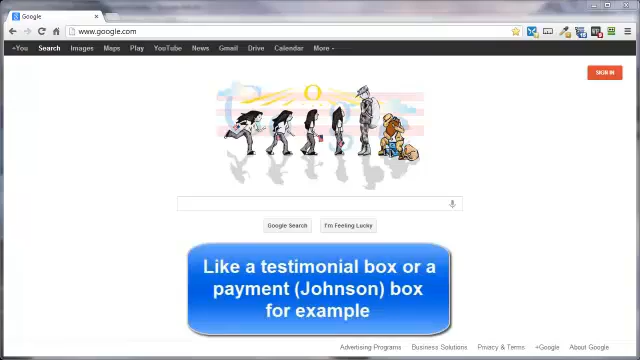 Google
www.google.com
+You Search Images Maps Play YouTube News Gmail Drive Calendar More
SIGN IN
Google Search I'm Feeling Lucky
Like a testimonial box or a
payment (Johnson) box
for example
Advertising Programs Business Solutions Privacy & Terms +Google About Google